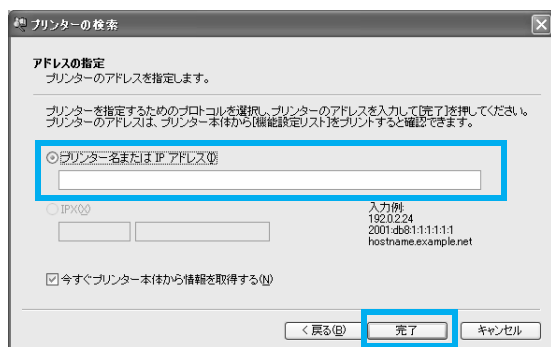 プリンターの検索
アドレスの指定
プリンターのアドレスを指定します。
プリンターを指定するためのプロトコルを選択し、プリンターのアドレスを入力して[完了]を押してください。
プリンターのアドレスは、プリンター本体から[機能設定リスト]をプリントすると確認できます。
プリンター名または IP アドレス(I)
IPX(X)
入力例:
192.0.2.24
2001:db8:1:1:1:1:1:1
hostname.example.net
今すぐプリンター本体から情報を取得する(N)
< 戻る(B)
完了
キャンセル